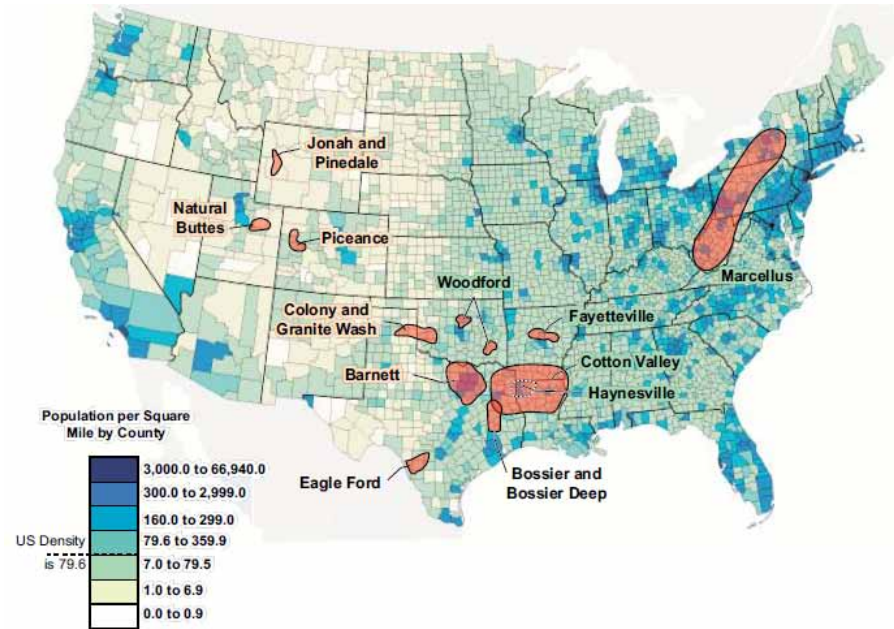 Jonah and
Pinedale
Natural
Buttes
Piceance
Woodford
Marcellus
Colony and
Granite Wash
Fayetteville
Cotton Valley
Barnett
Haynesville
Eagle Ford
Bossier and
Bossier Deep
Population per Square
Mile by County
3,000.0 to 66,940.0
300.0 to 2,999.0
160.0 to 299.0
US Density
79.6 to 359.9
is 79.6
7.0 to 79.5
1.0 to 6.9
0.0 to 0.9